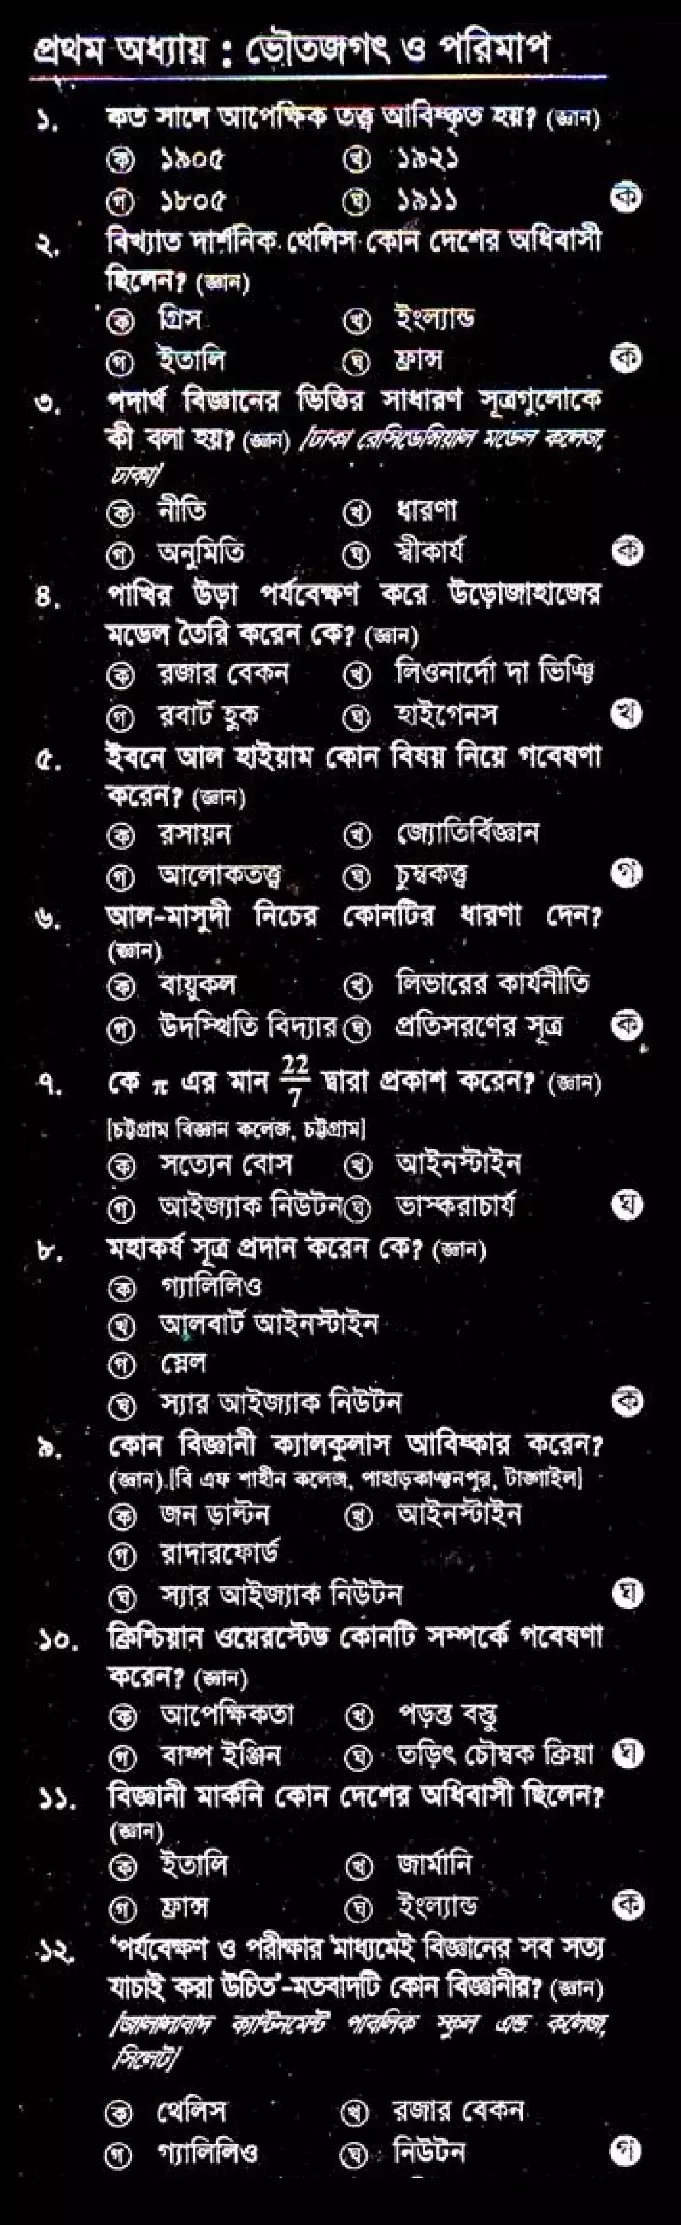 প্রথম অধ্যায় : ভৌতজগৎ ও পরিমাপ
১. কত সালে আপেক্ষিক তত্ত্ব আবিষ্কৃত হয়? (জ্ঞান)
ক ১৯০৫ খ ১৯২১
গ ১৮০৫ ঘ ১৯১১ ক
২. বিখ্যাত দার্শনিক থেলিস কোন দেশের অধিবাসী
ছিলেন? (জ্ঞান)
ক গ্রিস খ ইংল্যান্ড
গ ইতালি ঘ ফ্রান্স ক
৩. পদার্থ বিজ্ঞানের ভিত্তির সাধারণ সূত্রগুলোকে
কী বলা হয়? (জ্ঞান) [ঢাকা রেসিডেন্সিয়াল মডেল কলেজ,
ঢাকা]
ক নীতি খ ধারণা
গ অনুমিতি ঘ স্বীকার্য ক
৪. পাখির উড়া পর্যবেক্ষণ করে উড়োজাহাজের
মডেল তৈরি করেন কে? (জ্ঞান)
ক রজার বেকন খ লিওনার্দো দা ভিঞ্চি
গ রবার্ট হুক ঘ হাইগেনস খ
৫. ইবনে আল হাইয়াম কোন বিষয় নিয়ে গবেষণা
করেন? (জ্ঞান)
ক রসায়ন খ জ্যোতির্বিজ্ঞান
গ আলোকতত্ত্ব ঘ চুম্বকত্ত্ব গ
৬. আল-মাসুদী নিচের কোনটির ধারণা দেন?
(জ্ঞান)
ক বায়ুকল খ লিভারের কার্যনীতি
গ উদস্থিতি বিদ্যার ঘ প্রতিসরণের সূত্র ক
৭. কে π এর মান 22/7 দ্বারা প্রকাশ করেন? (জ্ঞান)
[চট্টগ্রাম বিজ্ঞান কলেজ, চট্টগ্রাম]
ক সত্যেন বোস খ আইনস্টাইন
গ আইজ্যাক নিউটন ঘ ভাস্করাচার্য ঘ
৮. মহাকর্ষ সূত্র প্রদান করেন কে? (জ্ঞান)
ক গ্যালিলিও
খ আলবার্ট আইনস্টাইন
গ স্নেল
ঘ স্যার আইজ্যাক নিউটন ক
৯. কোন বিজ্ঞানী ক্যালকুলাস আবিষ্কার করেন?
(জ্ঞান) [বি এফ শাহীন কলেজ, পাহাড়কাঞ্চনপুর, টাঙ্গাইল]
ক জন ডাল্টন খ আইনস্টাইন
গ রাদারফোর্ড
ঘ স্যার আইজ্যাক নিউটন ঘ
১০. ক্রিশ্চিয়ান ওয়েরস্টেড কোনটি সম্পর্কে গবেষণা
করেন? (জ্ঞান)
ক আপেক্ষিকতা খ পড়ন্ত বস্তু
গ বাষ্প ইঞ্জিন ঘ তড়িৎ চৌম্বক ক্রিয়া ঘ
১১. বিজ্ঞানী মার্কনি কোন দেশের অধিবাসী ছিলেন?
(জ্ঞান)
ক ইতালি খ জার্মানি
গ ফ্রান্স ঘ ইংল্যান্ড ক
১২. ‘পর্যবেক্ষণ ও পরীক্ষার মাধ্যমেই বিজ্ঞানের সব সত্য
যাচাই করা উচিত’-মতবাদটি কোন বিজ্ঞানীর? (জ্ঞান)
[জালালাবাদ ক্যান্টনমেন্ট পাবলিক স্কুল এন্ড কলেজ,
সিলেট]
ক থেলিস খ রজার বেকন
গ গ্যালিলিও ঘ নিউটন গ